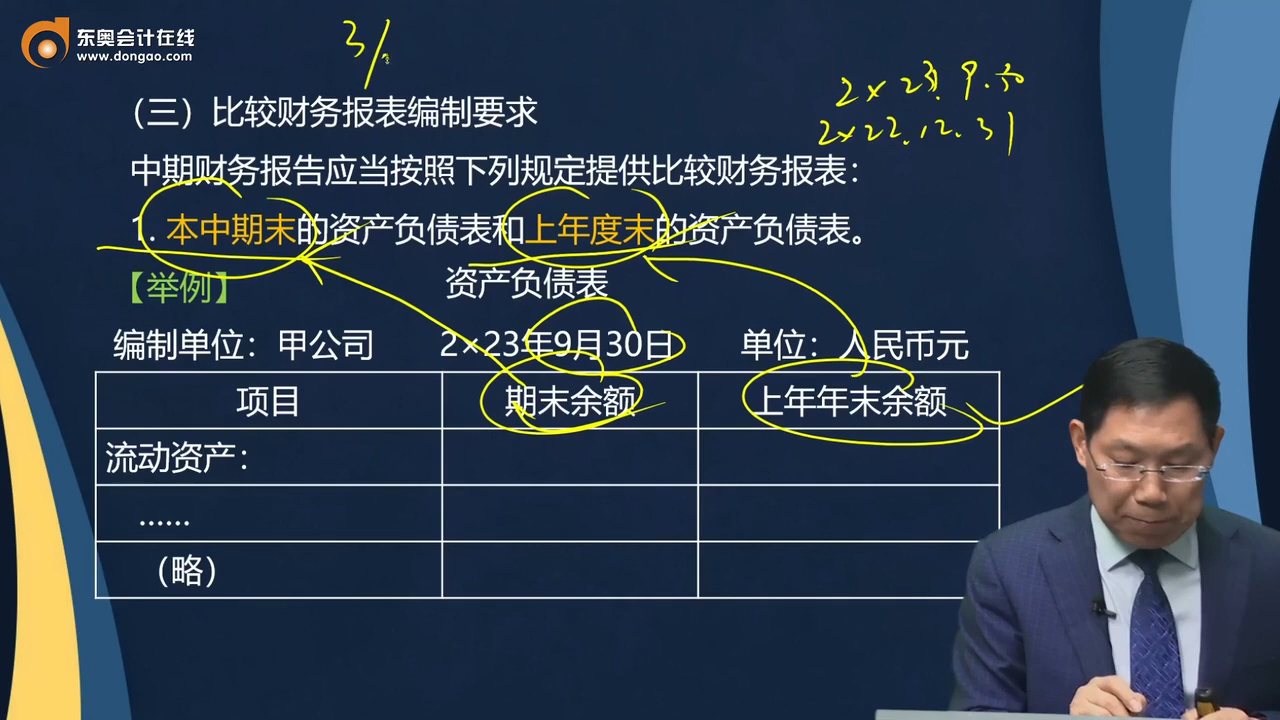 东奥会计在线
www.dongao.com
3/
2×23.9.30
2×22.12.31
（三）比较财务报表编制要求
中期财务报告应当按照下列规定提供比较财务报表：
1. 本中期末的资产负债表和上年度末的资产负债表。
【举例】 资产负债表
编制单位：甲公司 2×23年9月30日 单位：人民币元
项目 期末余额 上年年末余额
流动资产：
……
（略）